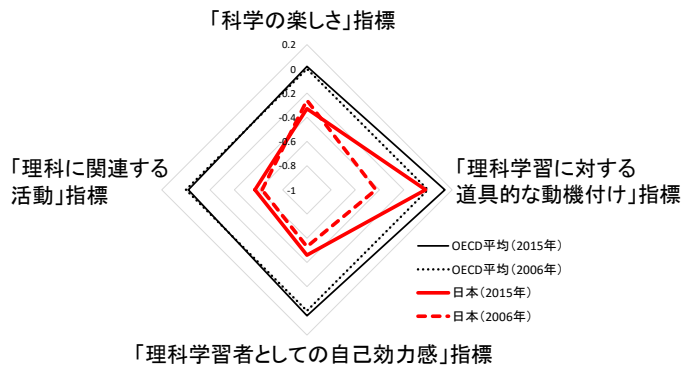 「科学の楽しさ」指標
0.2
0
-0.2
-0.4
-0.6
-0.8
-1
「理科に関連する
活動」指標
「理科学習に対する
道具的な動機付け」指標
OECD平均（2015年）
OECD平均（2006年）
日本（2015年）
日本（2006年）
「理科学習者としての自己効力感」指標